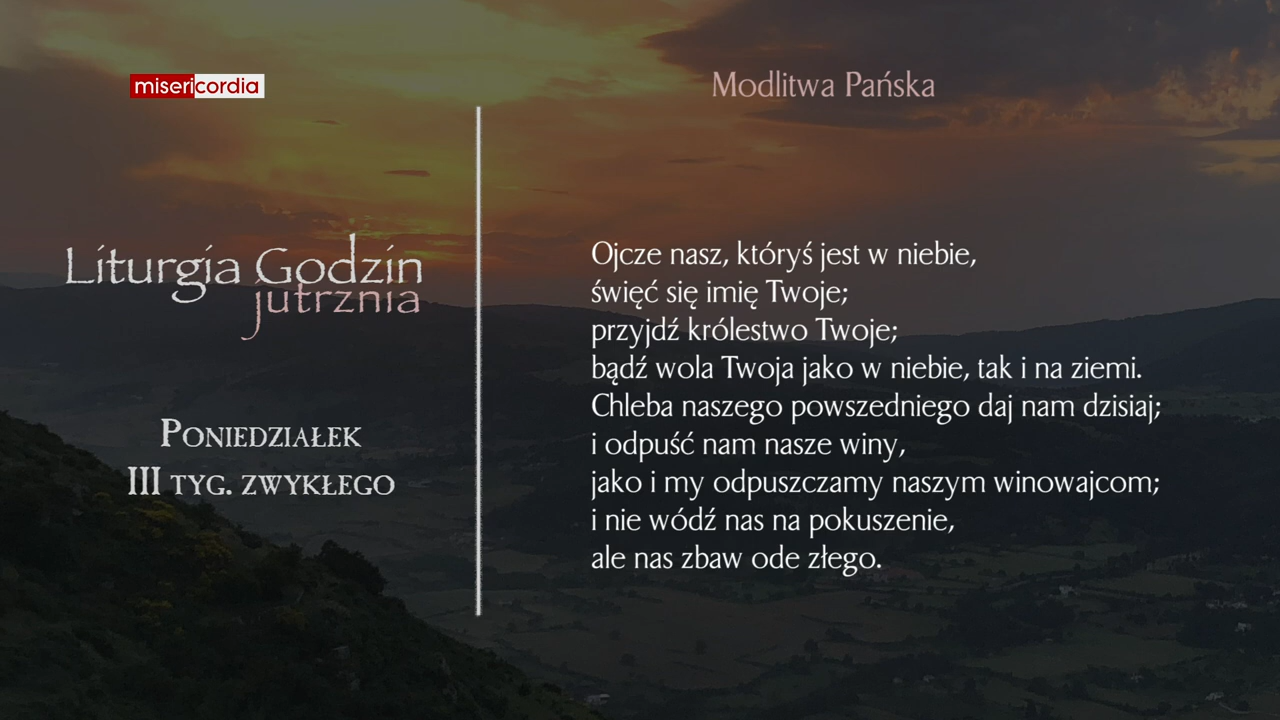 misericordia
Liturgia Godzin
jutrznia
Poniedziałek
III tyg. zwykłego
Modlitwa Pańska
Ojcze nasz, któryś jest w niebie,
święć się imię Twoje;
przyjdź królestwo Twoje;
bądź wola Twoja jako w niebie, tak i na ziemi.
Chleba naszego powszedniego daj nam dzisiaj;
i odpuść nam nasze winy,
jako i my odpuszczamy naszym winowajcom;
i nie wódź nas na pokuszenie,
ale nas zbaw ode złego.